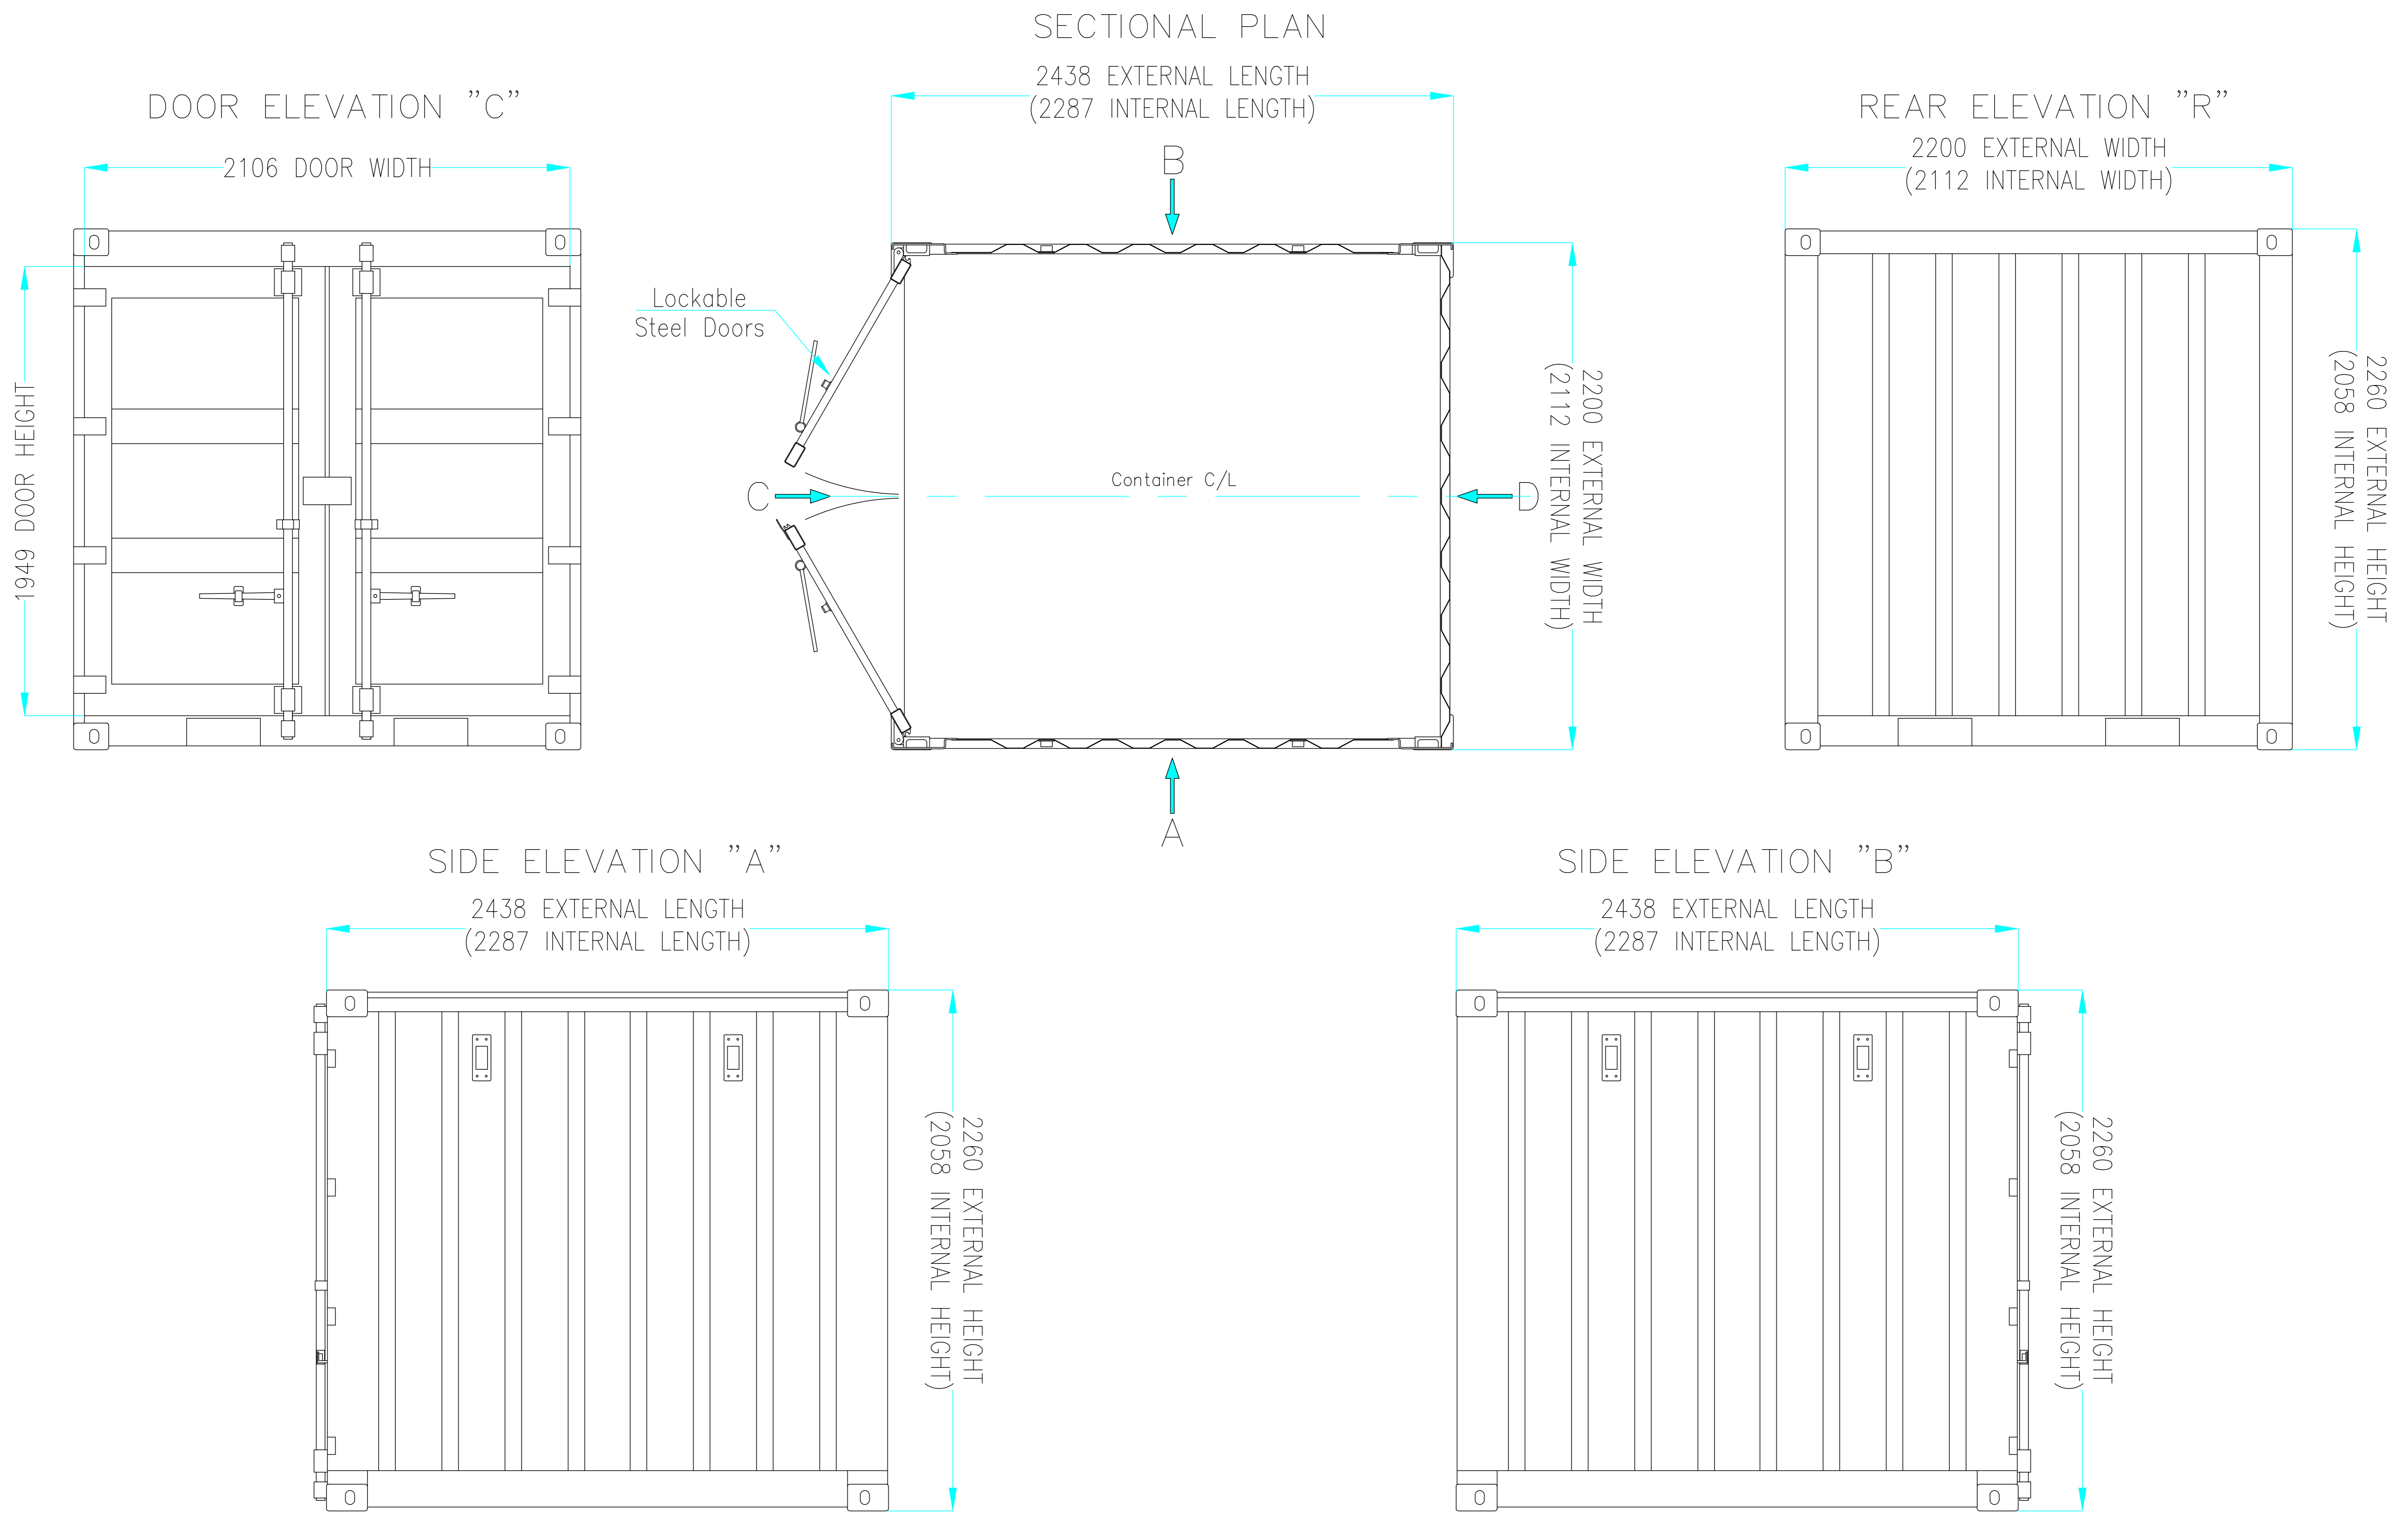 SECTIONAL PLAN
2438 EXTERNAL LENGTH
(2287 INTERNAL LENGTH)
DOOR ELEVATION "C"
2106 DOOR WIDTH
1949 DOOR HEIGHT
B
Lockable
Steel Doors
Container C/L
C
D
A
2200 EXTERNAL WIDTH
(2112 INTERNAL WIDTH)
REAR ELEVATION "R"
2200 EXTERNAL WIDTH
(2112 INTERNAL WIDTH)
2260 EXTERNAL HEIGHT
(2058 INTERNAL HEIGHT)
SIDE ELEVATION "A"
2438 EXTERNAL LENGTH
(2287 INTERNAL LENGTH)
2260 EXTERNAL HEIGHT
(2058 INTERNAL HEIGHT)
SIDE ELEVATION "B"
2438 EXTERNAL LENGTH
(2287 INTERNAL LENGTH)
2260 EXTERNAL HEIGHT
(2058 INTERNAL HEIGHT)